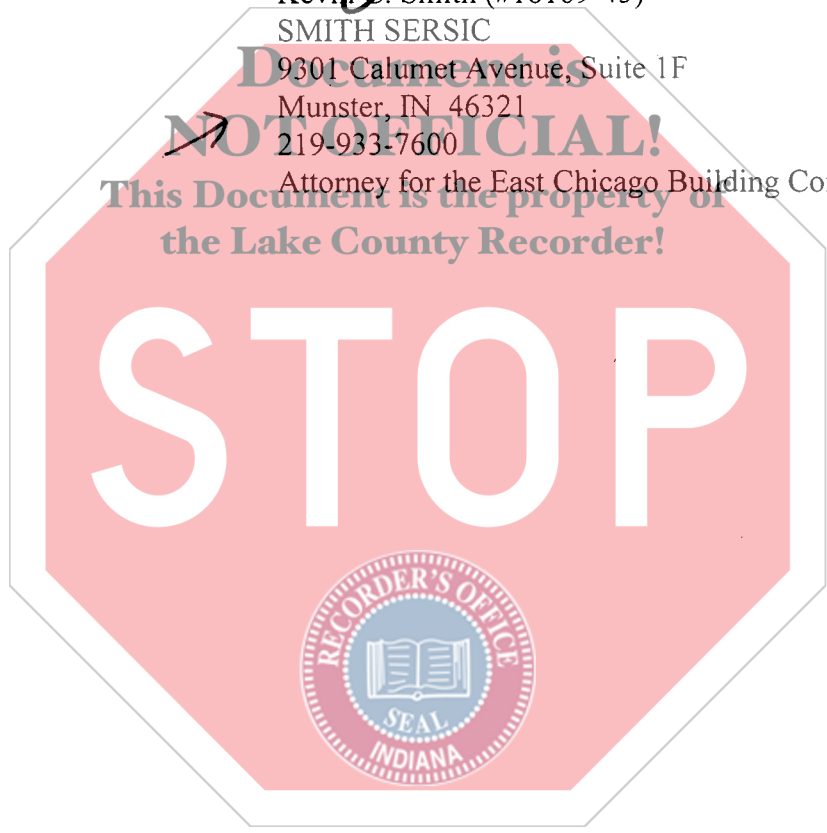 Smith
SMITH SERSIC
9301 Calumet Avenue, Suite 1F
Munster, IN 46321
219-933-7600
Attorney for the East Chicago Building
Document is
NOT OFFICIAL!
This Document is the property of
the Lake County Recorder!
STOP
RECORDER'S OFFICE
SEAL
INDIANA